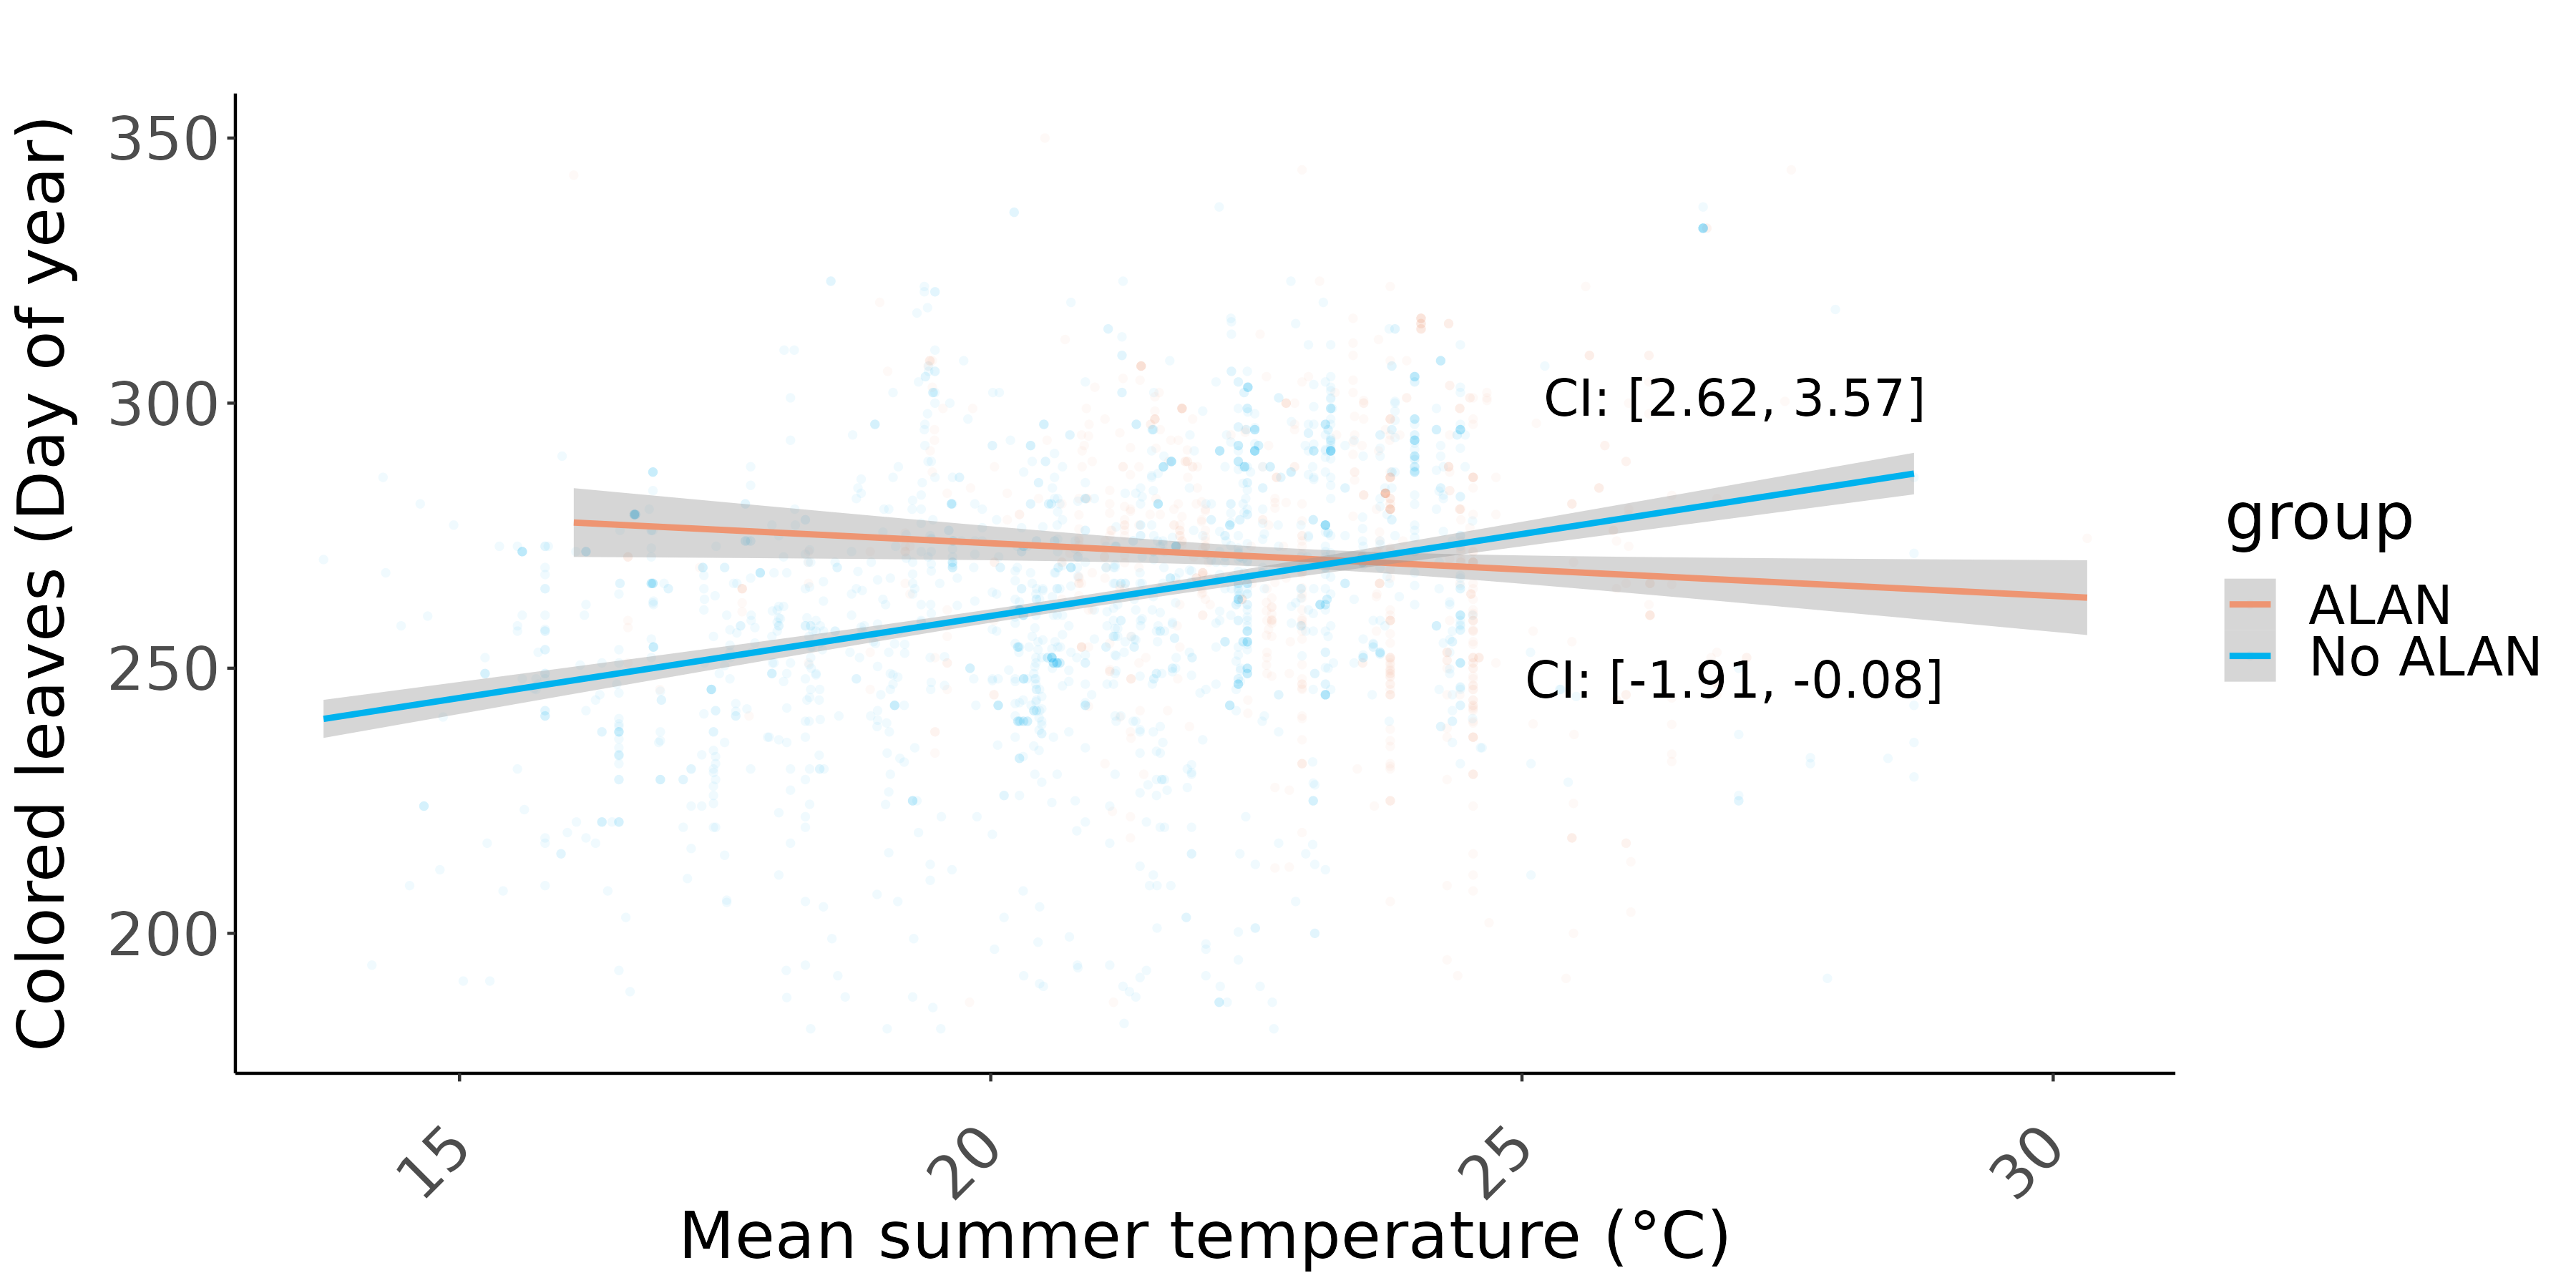 Colored leaves (Day of year)
350
300
250
200
CI: [2.62, 3.57]
CI: [-1.91, -0.08]
15
20
25
30
Mean summer temperature (°C)
group
ALAN
No ALAN